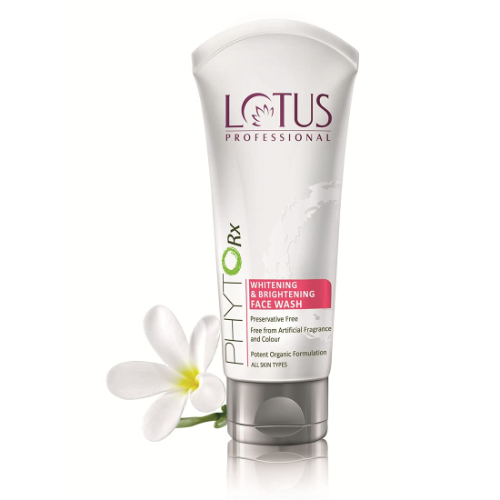 LOTUS
PROFESSIONAL
PHYTORx
WHITENING
& BRIGHTENING
FACE WASH
Preservative Free
Free from Artificial Fragrance
and Colour
Potent Organic Formulation
ALL SKIN TYPES